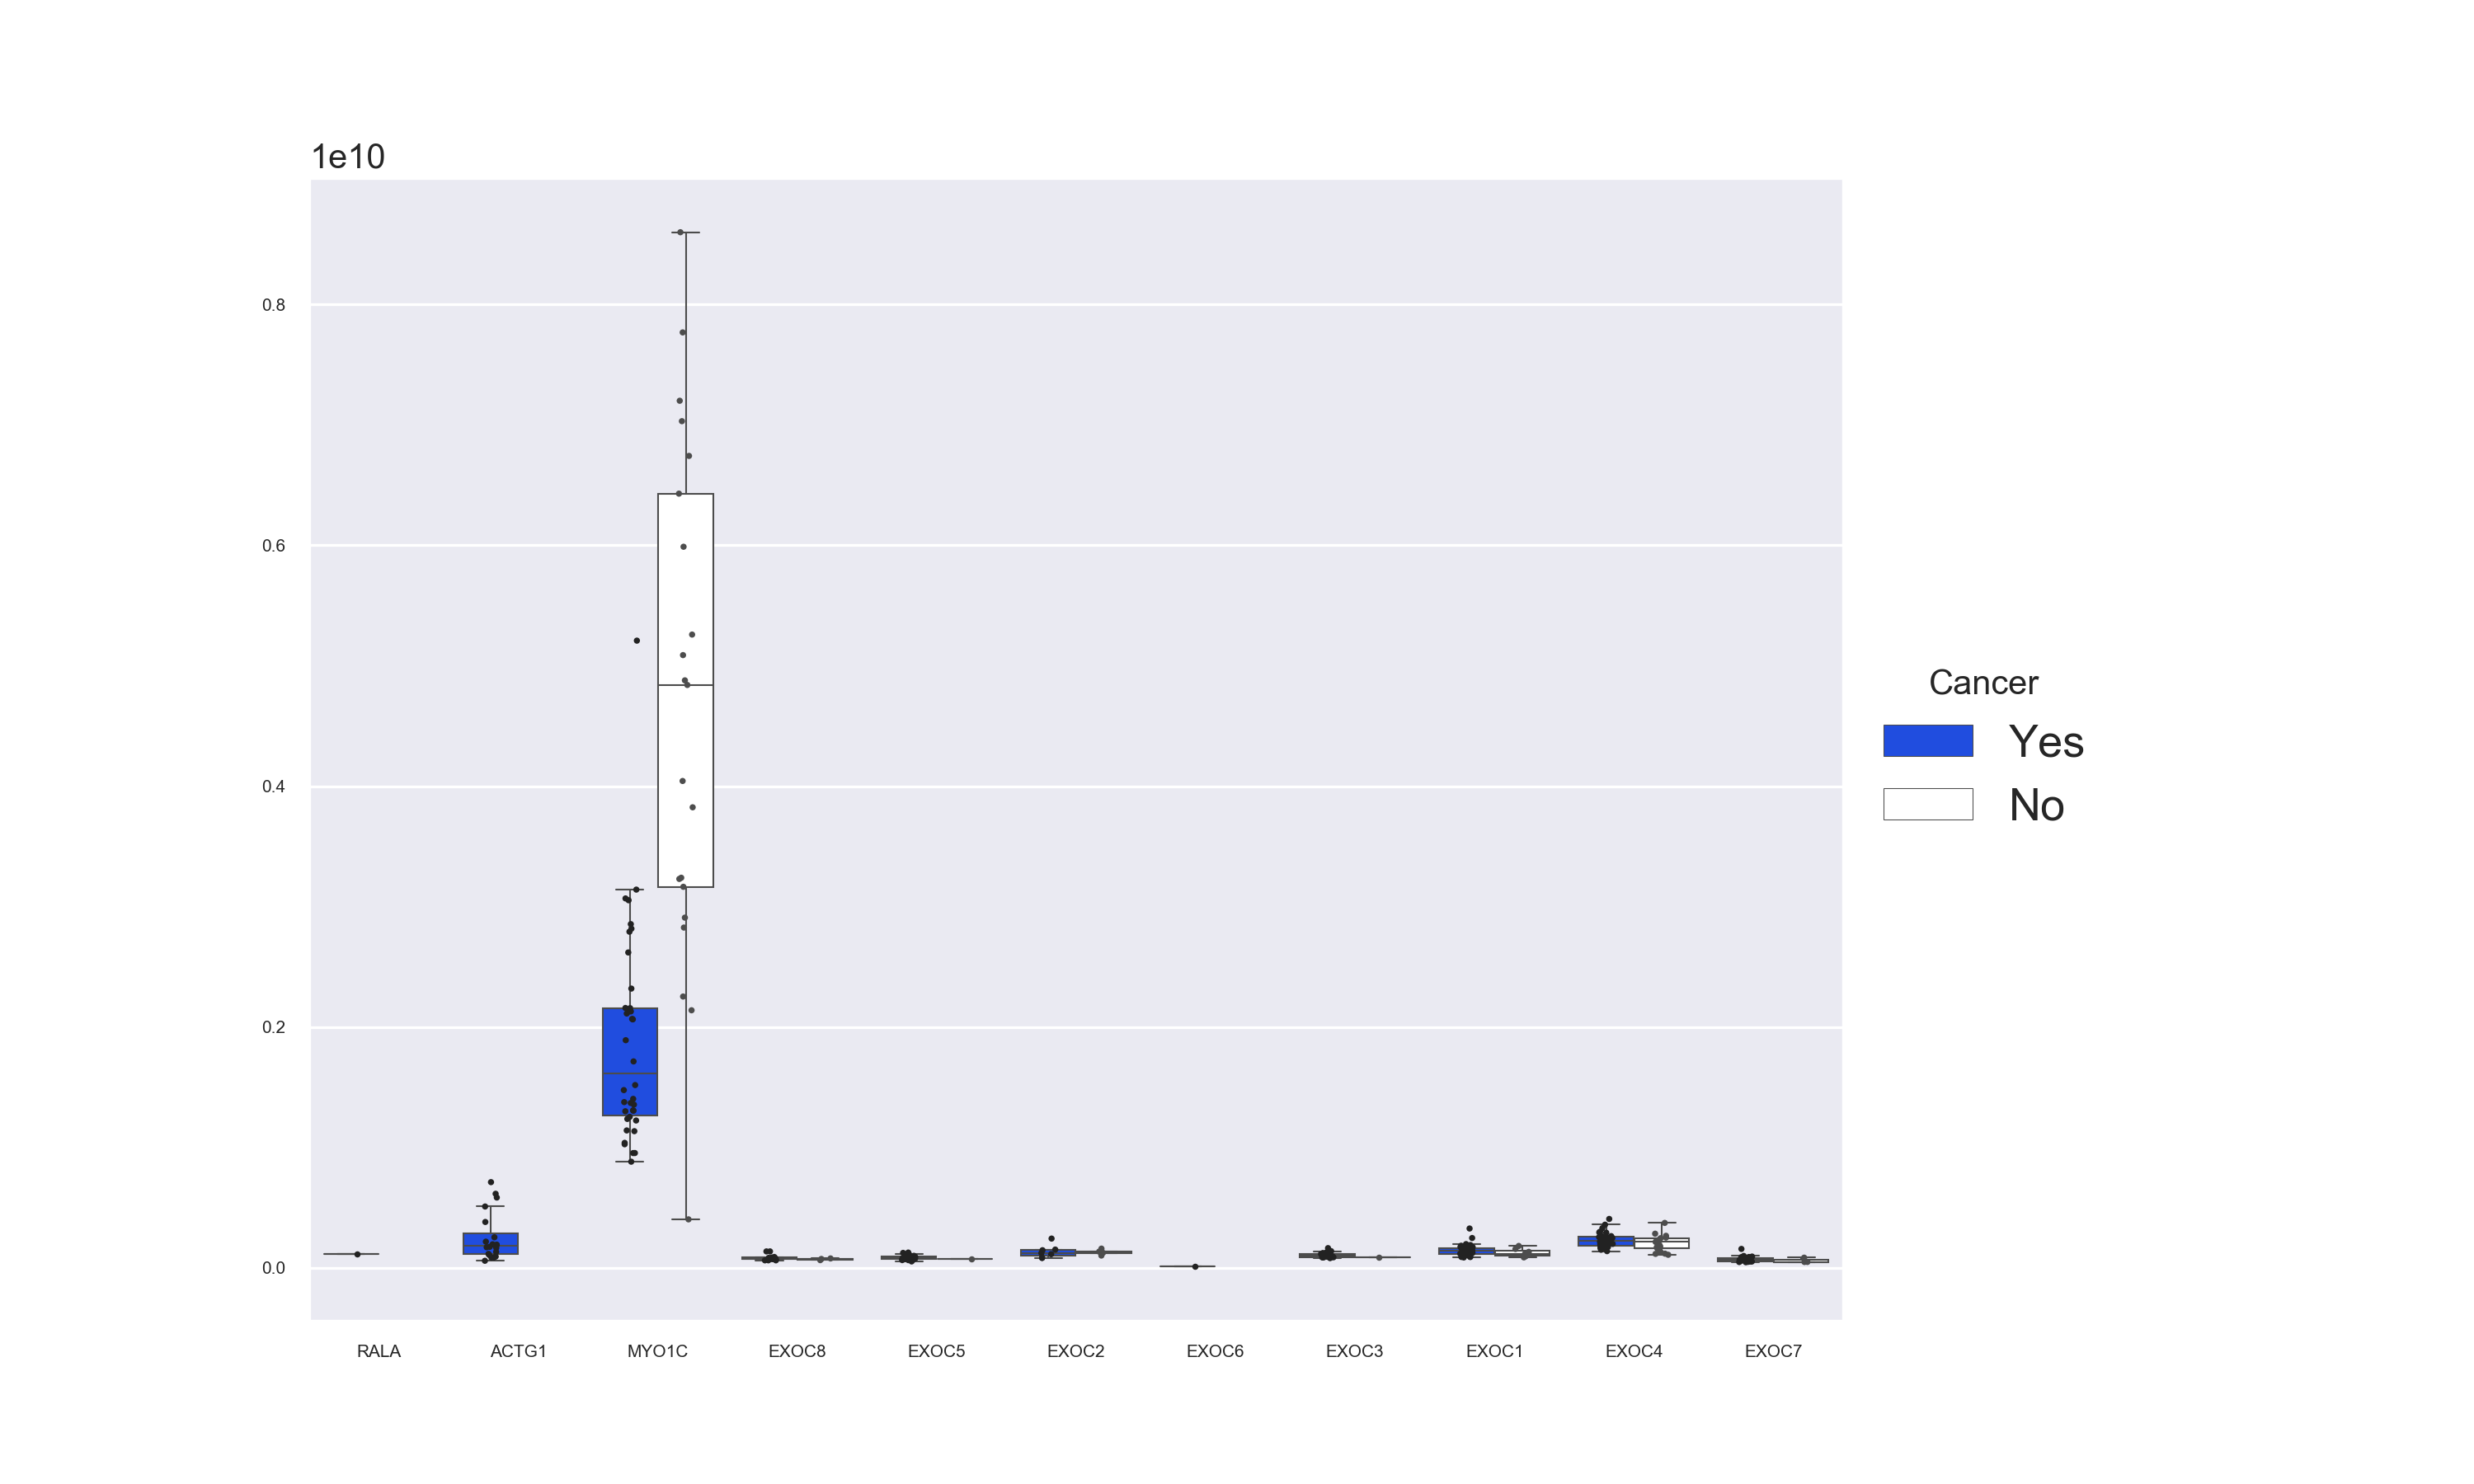 1e10
0.8
0.6
0.4
0.2
0.0
RALA ACTG1 MYO1C EXOC8 EXOC5 EXOC2 EXOC6 EXOC3 EXOC1 EXOC4 EXOC7
Cancer
Yes
No